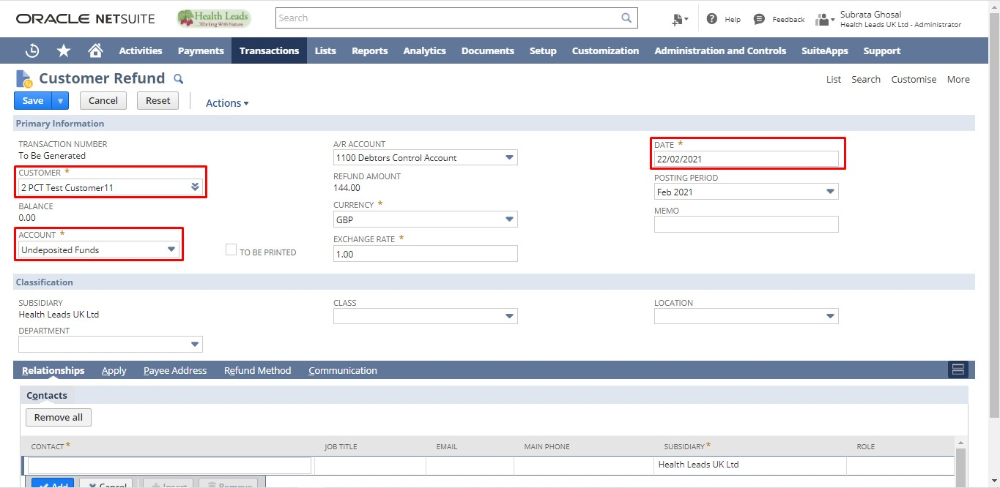 ORACLE NETSUITE
Health Leads
...Working With Nature
Search
Help
Feedback
Subrata Ghosal
Health Leads UK Ltd - Administrator
Activities Payments Transactions Lists Reports Analytics Documents Setup Customization Administration and Controls SuiteApps Support
Customer Refund
List Search Customise More
Save Cancel Reset Actions
Primary Information
TRANSACTION NUMBER
To Be Generated
CUSTOMER *
2 PCT Test Customer11
BALANCE
0.00
ACCOUNT *
Undeposited Funds
TO BE PRINTED
A/R ACCOUNT
1100 Debtors Control Account
REFUND AMOUNT
144.00
CURRENCY *
GBP
EXCHANGE RATE *
1.00
DATE *
22/02/2021
POSTING PERIOD
Feb 2021
MEMO
Classification
SUBSIDIARY
Health Leads UK Ltd
DEPARTMENT
CLASS
LOCATION
Relationships Apply Payee Address Refund Method Communication
Contacts
Remove all
CONTACT * JOB TITLE EMAIL MAIN PHONE SUBSIDIARY * ROLE
Health Leads UK Ltd
Add Cancel Insert Remove